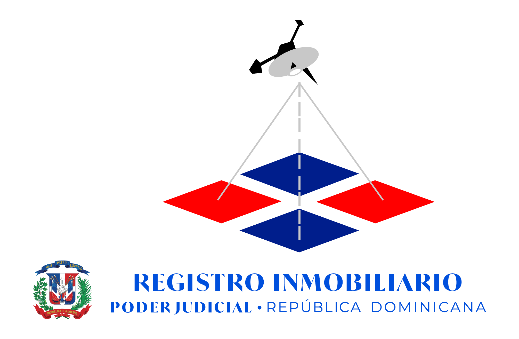 REGISTRO INMOBILIARIO
PODER JUDICIAL • REPÚBLICA DOMINICANA